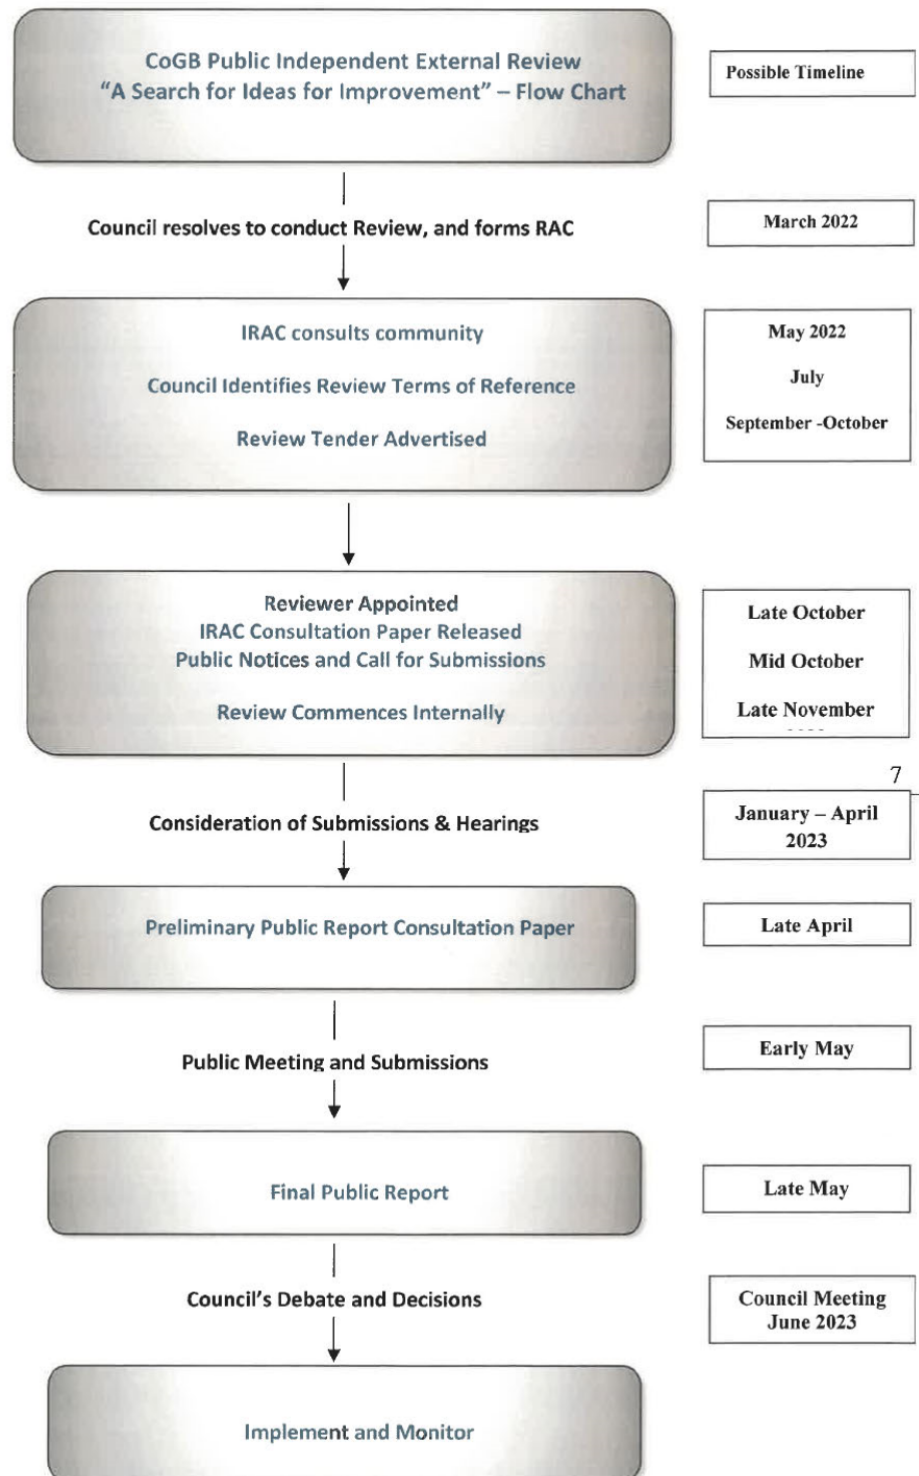 CoGB Public Independent External Review
“A Search for Ideas for Improvement” – Flow Chart
Possible Timeline
Council resolves to conduct Review, and forms RAC
March 2022
IRAC consults community
Council Identifies Review Terms of Reference
Review Tender Advertised
May 2022
July
September -October
Reviewer Appointed
IRAC Consultation Paper Released
Public Notices and Call for Submissions
Review Commences Internally
Late October
Mid October
Late November
7
Consideration of Submissions & Hearings
January – April
2023
Preliminary Public Report Consultation Paper
Late April
Public Meeting and Submissions
Early May
Final Public Report
Late May
Council’s Debate and Decisions
Council Meeting
June 2023
Implement and Monitor